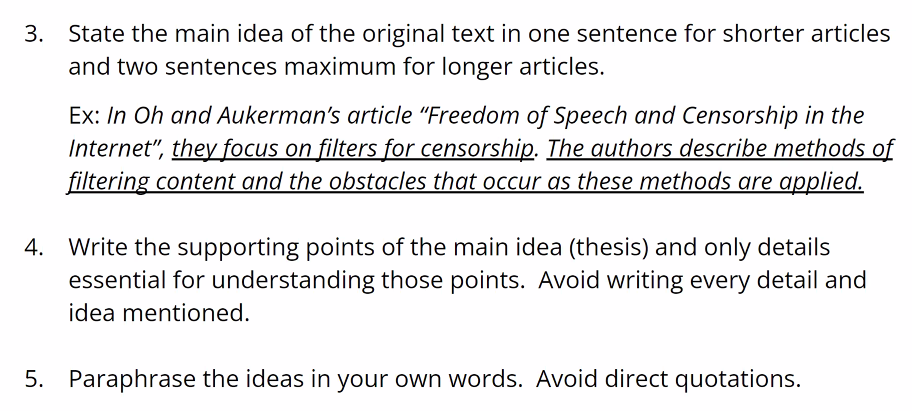 3. State the main idea of the original text in one sentence for shorter articles
and two sentences maximum for longer articles.
Ex: In Oh and Aukerman’s article “Freedom of Speech and Censorship in the
Internet”, they focus on filters for censorship. The authors describe methods of
filtering content and the obstacles that occur as these methods are applied.
4. Write the supporting points of the main idea (thesis) and only details
essential for understanding those points.  Avoid writing every detail and
idea mentioned.
5. Paraphrase the ideas in your own words.  Avoid direct quotations.